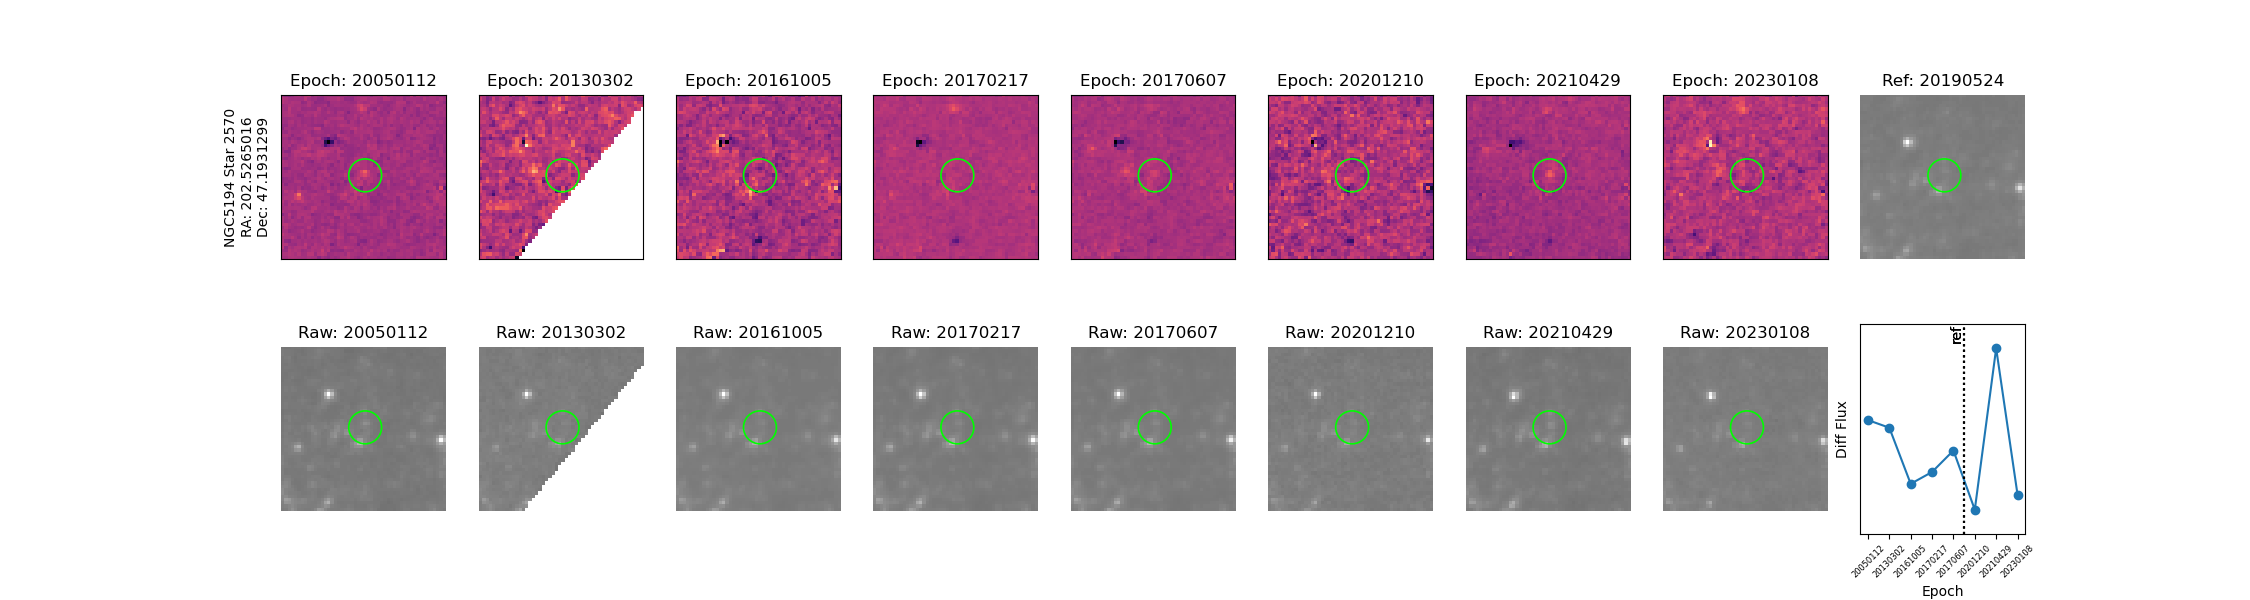 NGC5194 Star 2570
RA: 202.5265016
Dec: 47.1931299
Epoch: 20050112
Epoch: 20130302
Epoch: 20161005
Epoch: 20170217
Epoch: 20170607
Epoch: 20201210
Epoch: 20210429
Epoch: 20230108
Ref: 20190524
Raw: 20050112
Raw: 20130302
Raw: 20161005
Raw: 20170217
Raw: 20170607
Raw: 20201210
Raw: 20210429
Raw: 20230108
Diff Flux
ref
20050112
20130302
20161005
20170217
20170607
20201210
20210429
20230108
Epoch